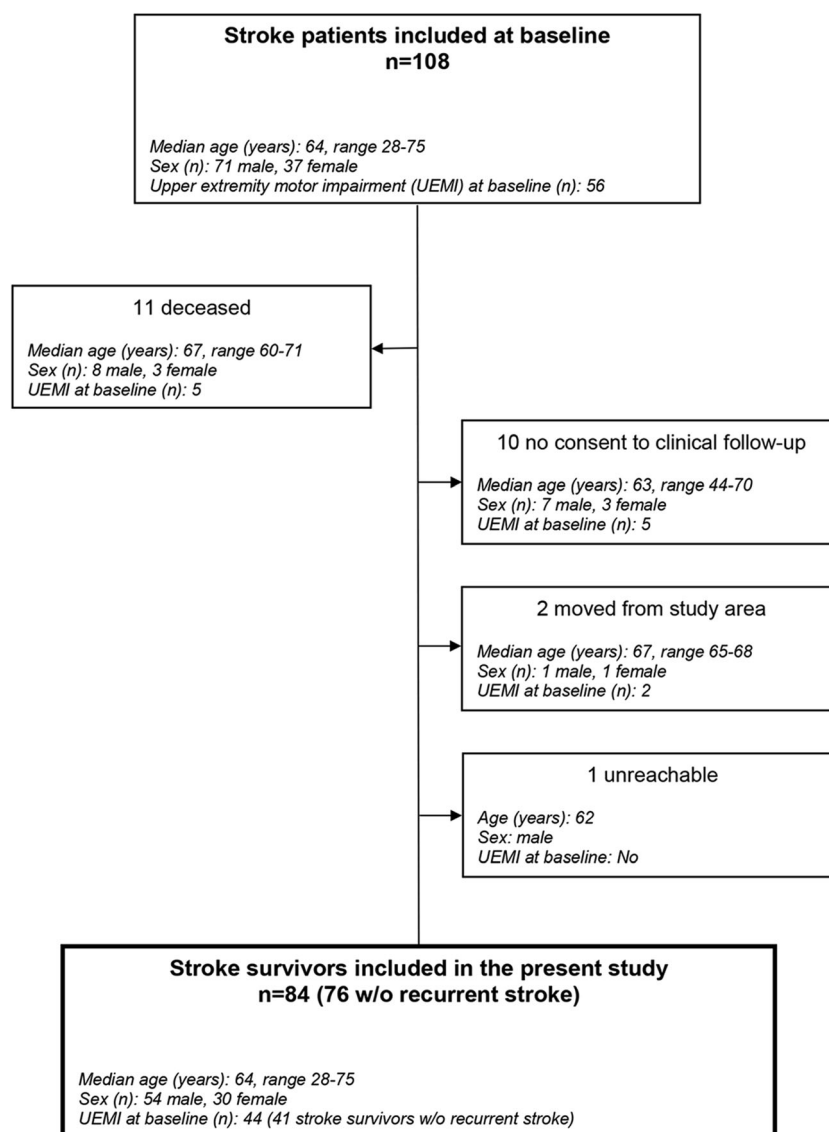 Stroke patients included at baseline
n=108
Median age (years): 64, range 28-75
Sex (n): 71 male, 37 female
Upper extremity motor impairment (UEMI) at baseline (n): 56
11 deceased
Median age (years): 67, range 60-71
Sex (n): 8 male, 3 female
UEMI at baseline (n): 5
10 no consent to clinical follow-up
Median age (years): 63, range 44-70
Sex (n): 7 male, 3 female
UEMI at baseline (n): 5
2 moved from study area
Median age (years): 67, range 65-68
Sex (n): 1 male, 1 female
UEMI at baseline (n): 2
1 unreachable
Age (years): 62
Sex: male
UEMI at baseline: No
Stroke survivors included in the present study
n=84 (76 w/o recurrent stroke)
Median age (years): 64, range 28-75
Sex (n): 54 male, 30 female
UEMI at baseline (n): 44 (41 stroke survivors w/o recurrent stroke)